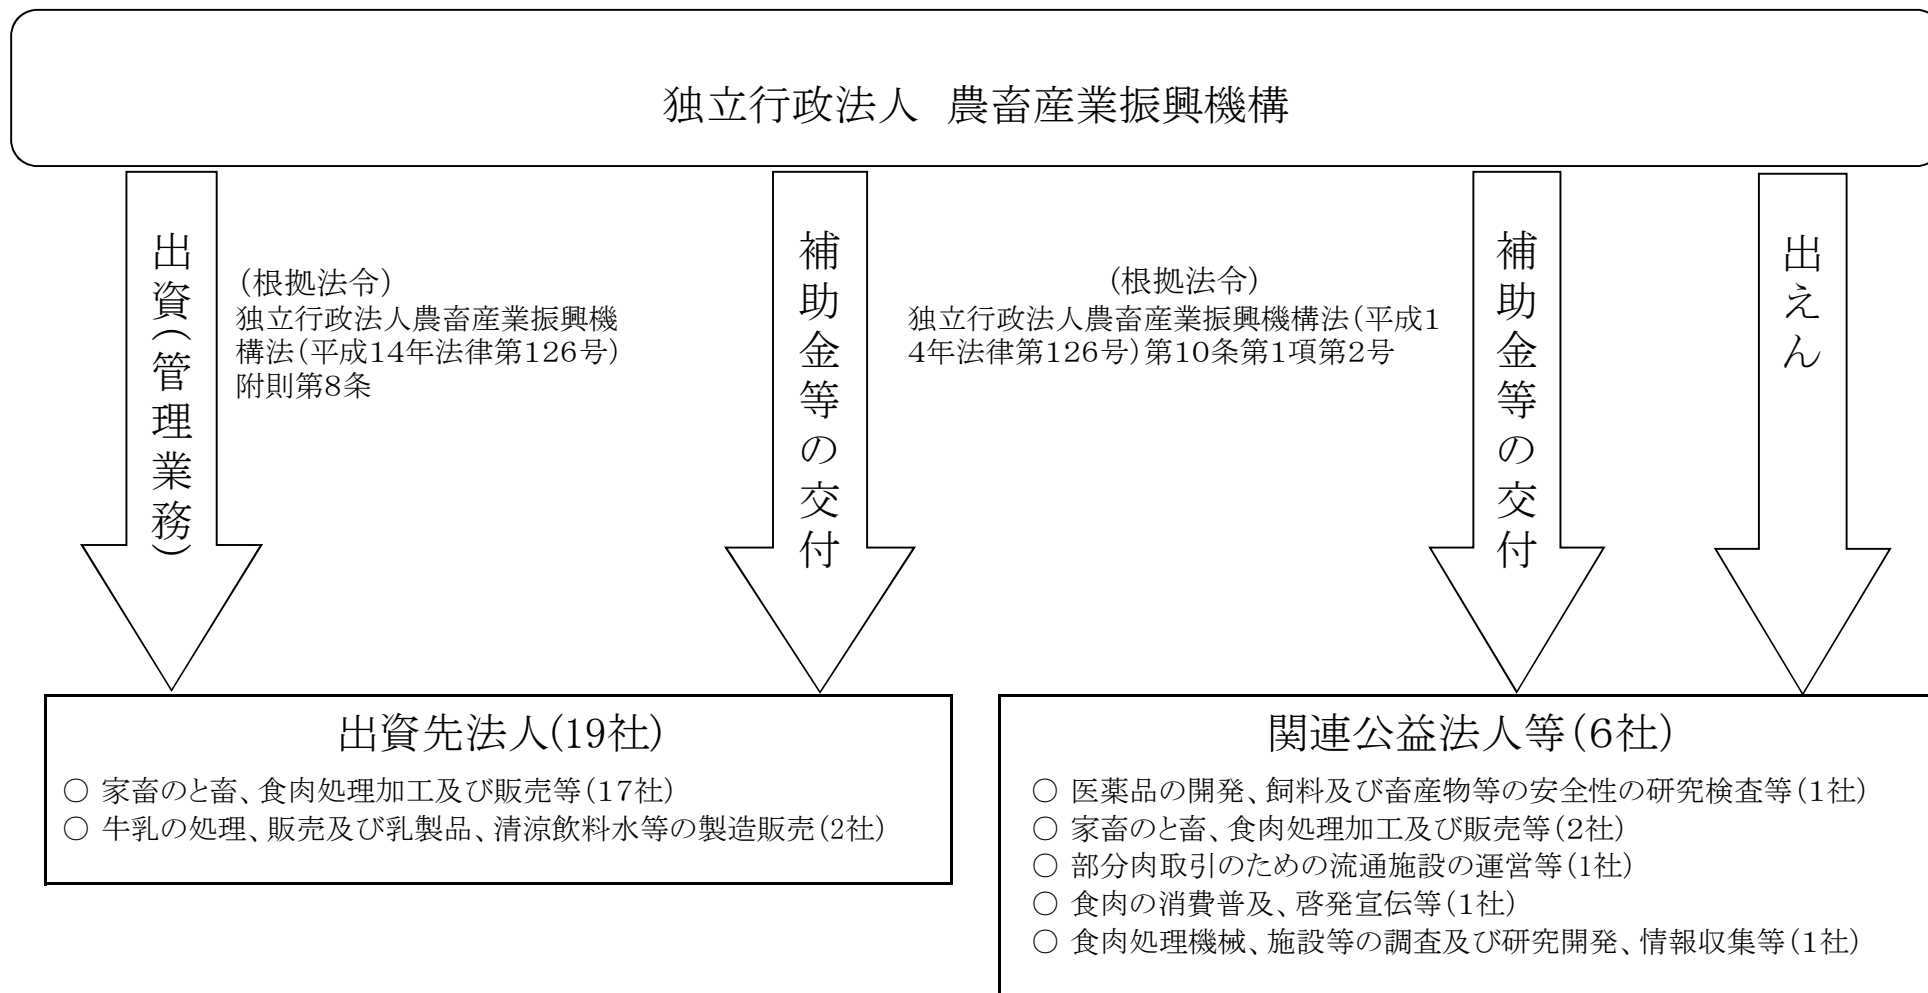 独立行政法人　農畜産業振興機構
出資（管理業務）
（根拠法令）
独立行政法人農畜産業振興機
構法（平成14年法律第126号）
附則第8条
補助金等の交付
（根拠法令）
独立行政法人農畜産業振興機構法（平成1
4年法律第126号）第10条第1項第2号
補助金等の交付
出えん
出資先法人(19社)
○ 家畜のと畜、食肉処理加工及び販売等（17社）
○ 牛乳の処理、販売及び乳製品、清涼飲料水等の製造販売（2社）
関連公益法人等（6社）
○ 医薬品の開発、飼料及び畜産物等の安全性の研究検査等（1社）
○ 家畜のと畜、食肉処理加工及び販売等（2社）
○ 部分肉取引のための流通施設の運営等（1社）
○ 食肉の消費普及、啓発宣伝等（1社）
○ 食肉処理機械、施設等の調査及び研究開発、情報収集等（1社）